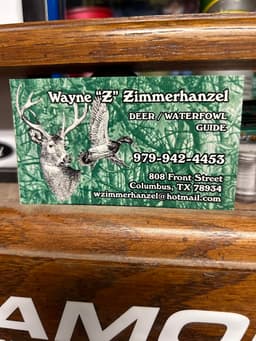 Wayne "Z" Zimmerhanzel
DEER / WATERFOWL
GUIDE
979-942-4453
808 Front Street
Columbus, TX 78934
wzimmerhanzel@hotmail.com
AMO